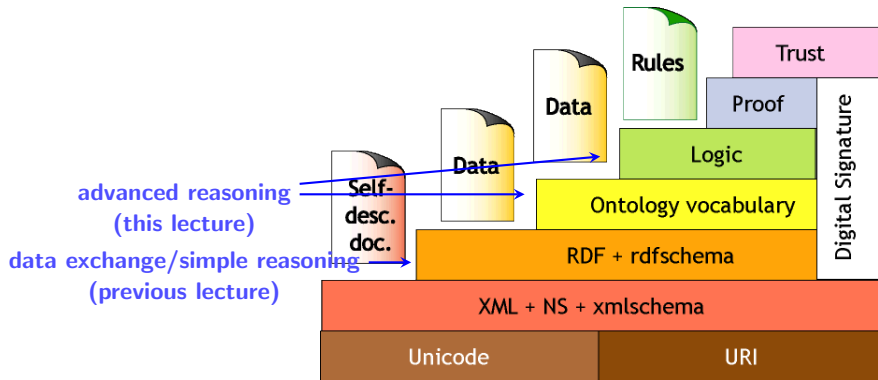 Trust
Rules
Proof
Data
Digital Signature
Logic
Data
advanced reasoning
(this lecture)
Self-
desc.
doc.
Ontology vocabulary
data exchange/simple reasoning
(previous lecture)
RDF + rdfschema
XML + NS + xmlschema
Unicode
URI